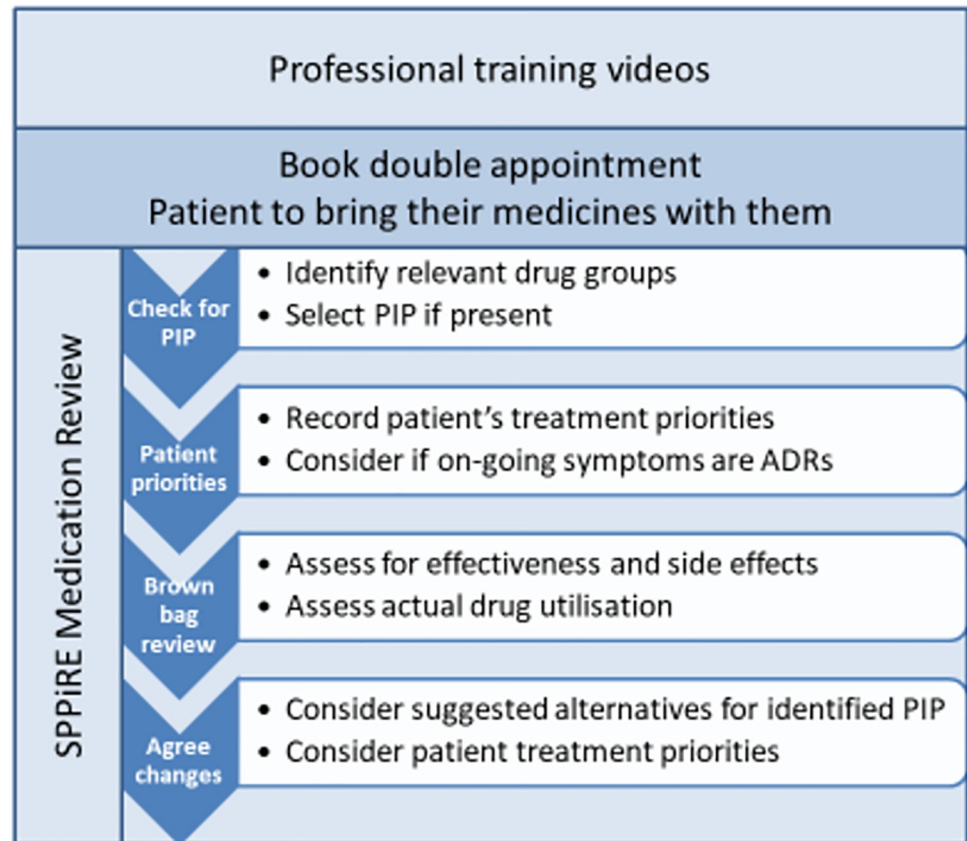 Professional training videos
Book double appointment
Patient to bring their medicines with them
SPPiRE Medication Review
Check for
PIP
• Identify relevant drug groups
• Select PIP if present
Patient
priorities
• Record patient's treatment priorities
• Consider if on-going symptoms are ADRs
Brown
bag
review
• Assess for effectiveness and side effects
• Assess actual drug utilisation
Agree
changes
• Consider suggested alternatives for identified PIP
• Consider patient treatment priorities